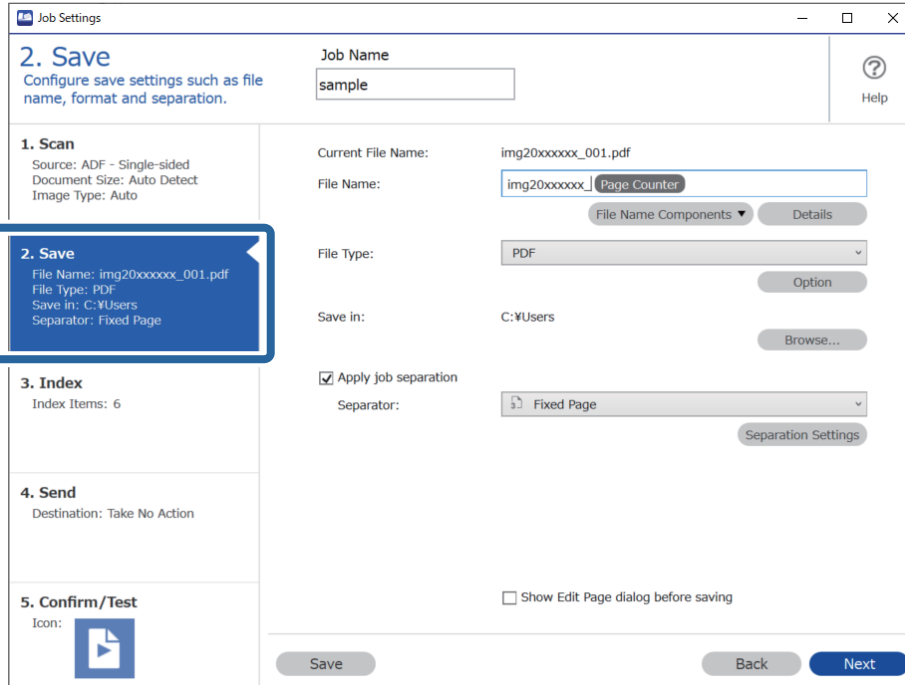 Job Settings
2. Save
Configure save settings such as file
name, format and separation.
Job Name
sample
Help
1. Scan
Source: ADF - Single-sided
Document Size: Auto Detect
Image Type: Auto
2. Save
File Name: img20xxxxxx_001.pdf
File Type: PDF
Save in: C:¥Users
Separator: Fixed Page
3. Index
Index Items: 6
4. Send
Destination: Take No Action
5. Confirm/Test
Icon:
Current File Name: img20xxxxxx_001.pdf
File Name: img20xxxxxx_ Page Counter
File Name Components Details
File Type: PDF
Option
Save in: C:¥Users
Browse...
Apply job separation
Separator: Fixed Page
Separation Settings
Show Edit Page dialog before saving
Save Back Next